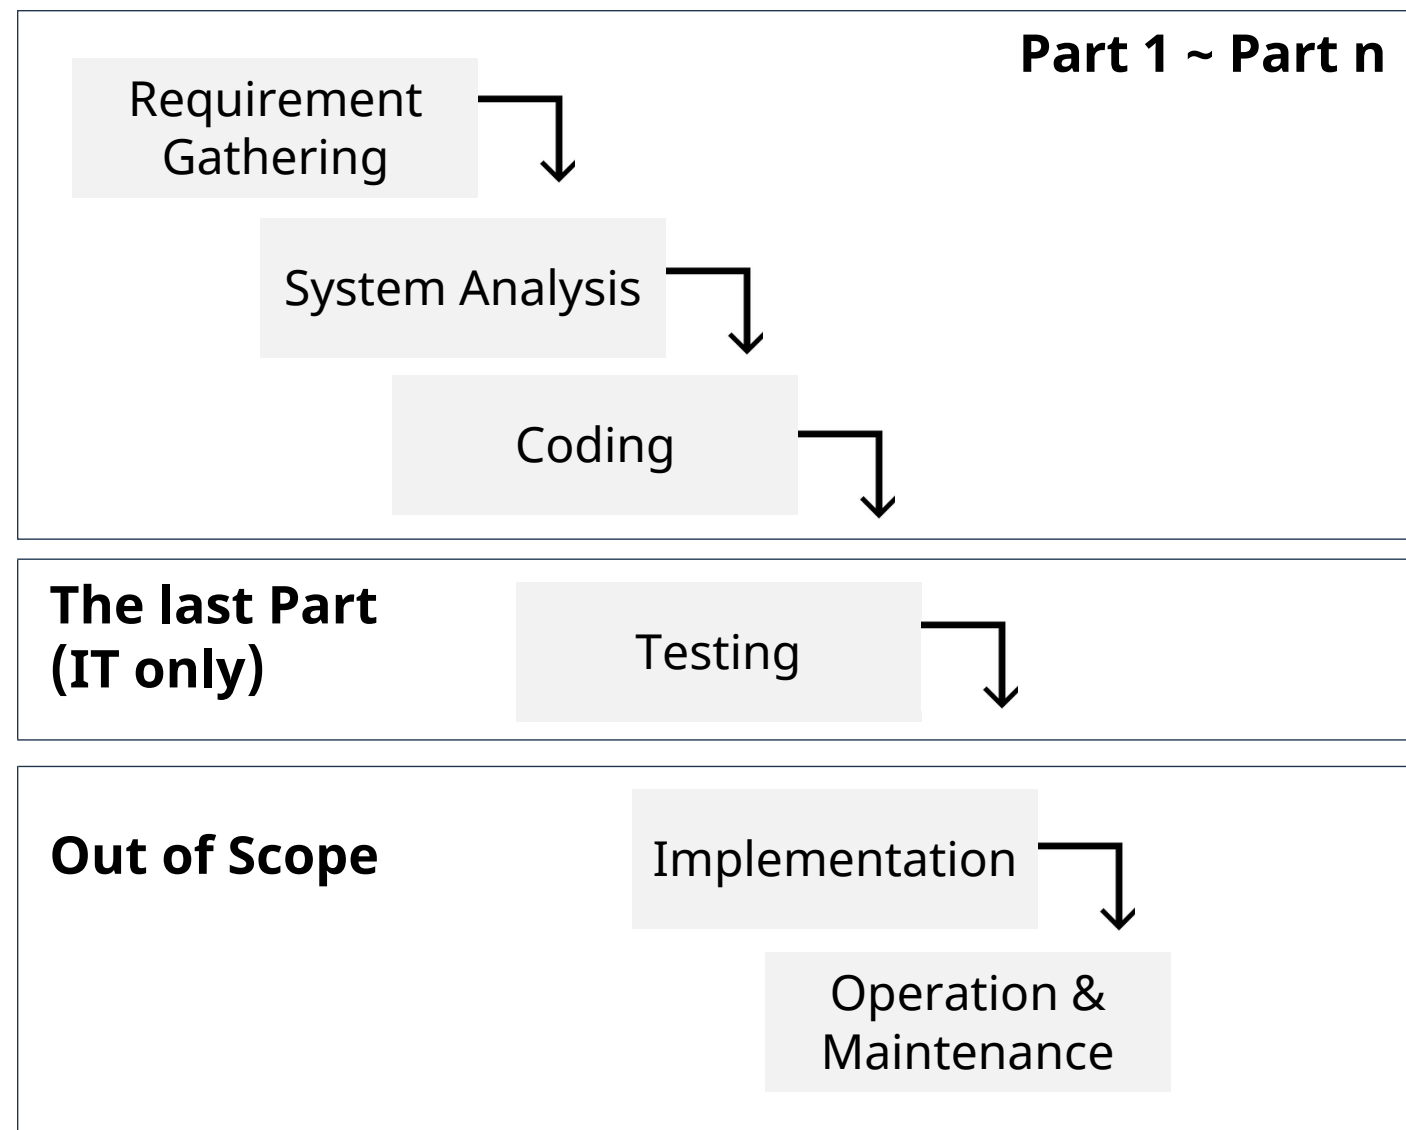 Part 1 ~ Part n
Requirement
Gathering
System Analysis
Coding
The last Part
(IT only)
Testing
Out of Scope
Implementation
Operation &
Maintenance